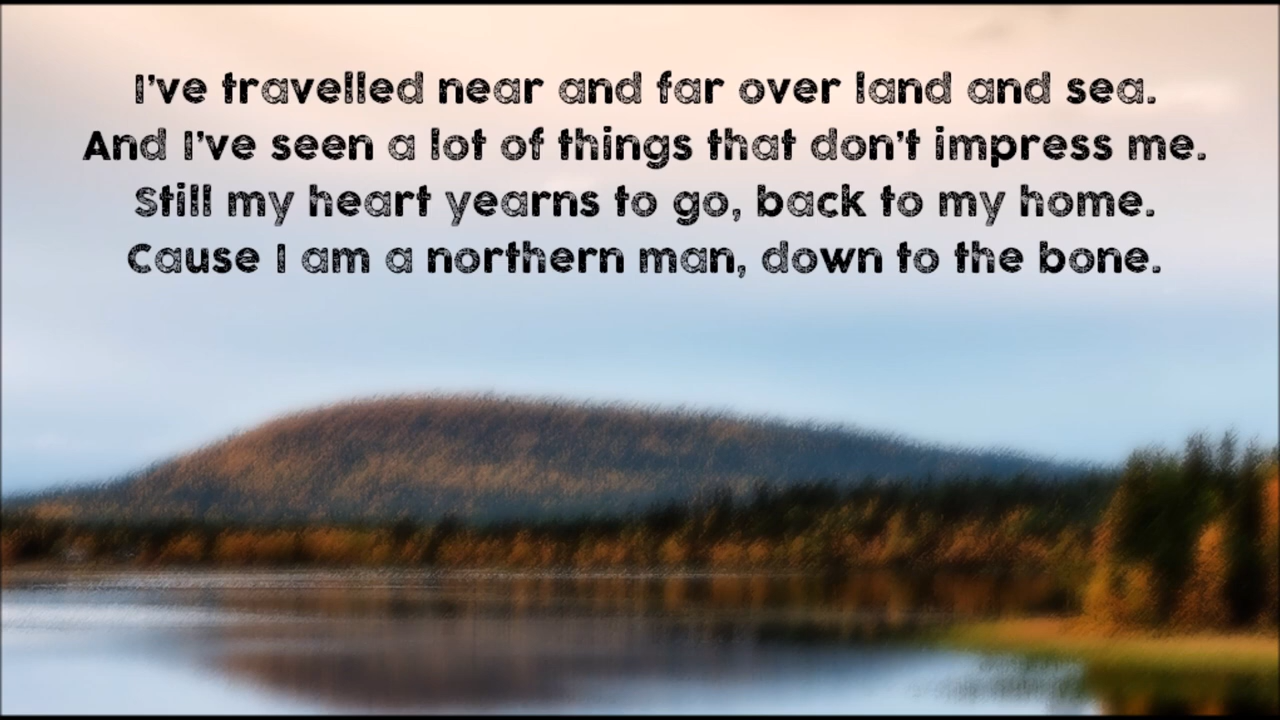 I've travelled near and far over land and sea.
And I've seen a lot of things that don't impress me.
Still my heart yearns to go, back to my home.
Cause I am a northern man, down to the bone.